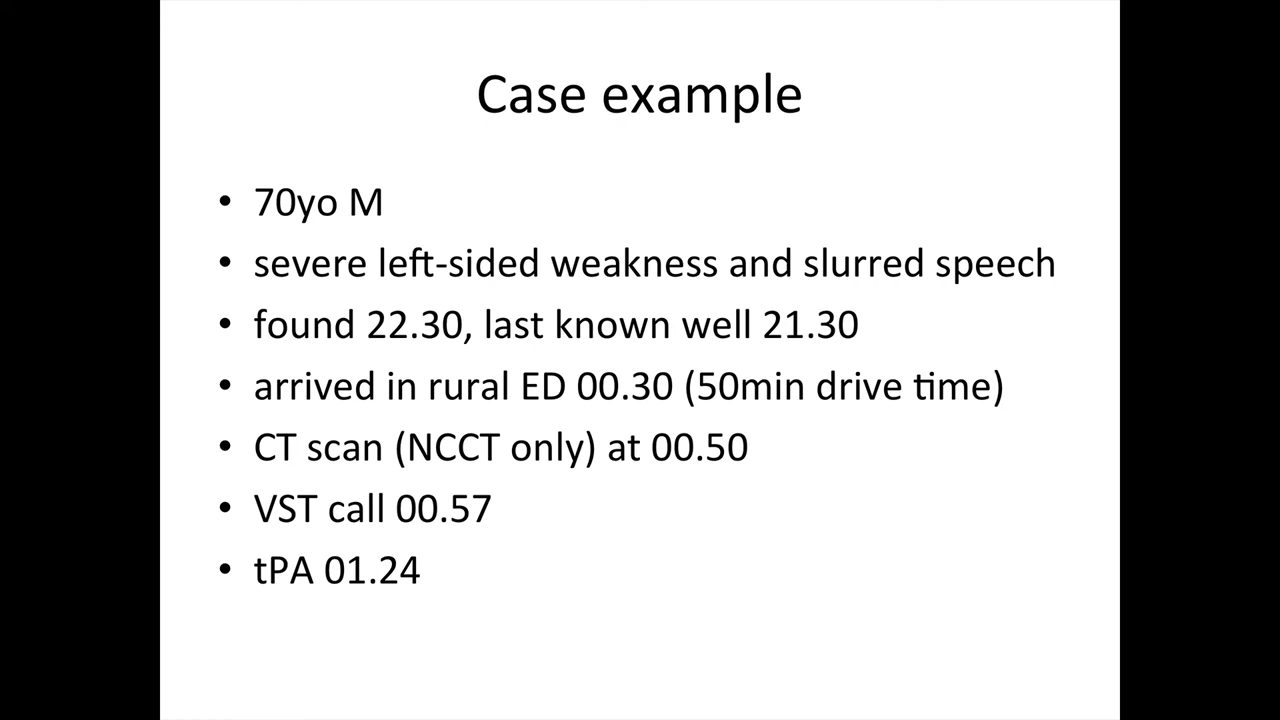 Case example
• 70yo M
• severe left-sided weakness and slurred speech
• found 22.30, last known well 21.30
• arrived in rural ED 00.30 (50min drive time)
• CT scan (NCCT only) at 00.50
• VST call 00.57
• tPA 01.24